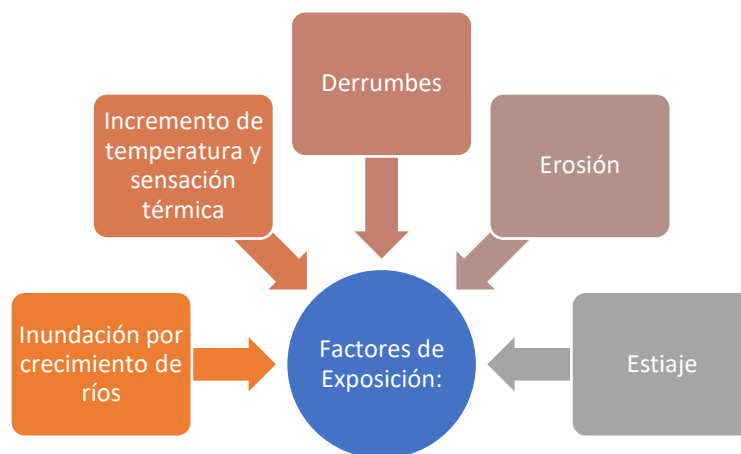 Derrumbes
Incremento de
temperatura y
sensación
térmica
Erosión
Inundación por
crecimiento de
ríos
Factores de
Exposición:
Estiaje